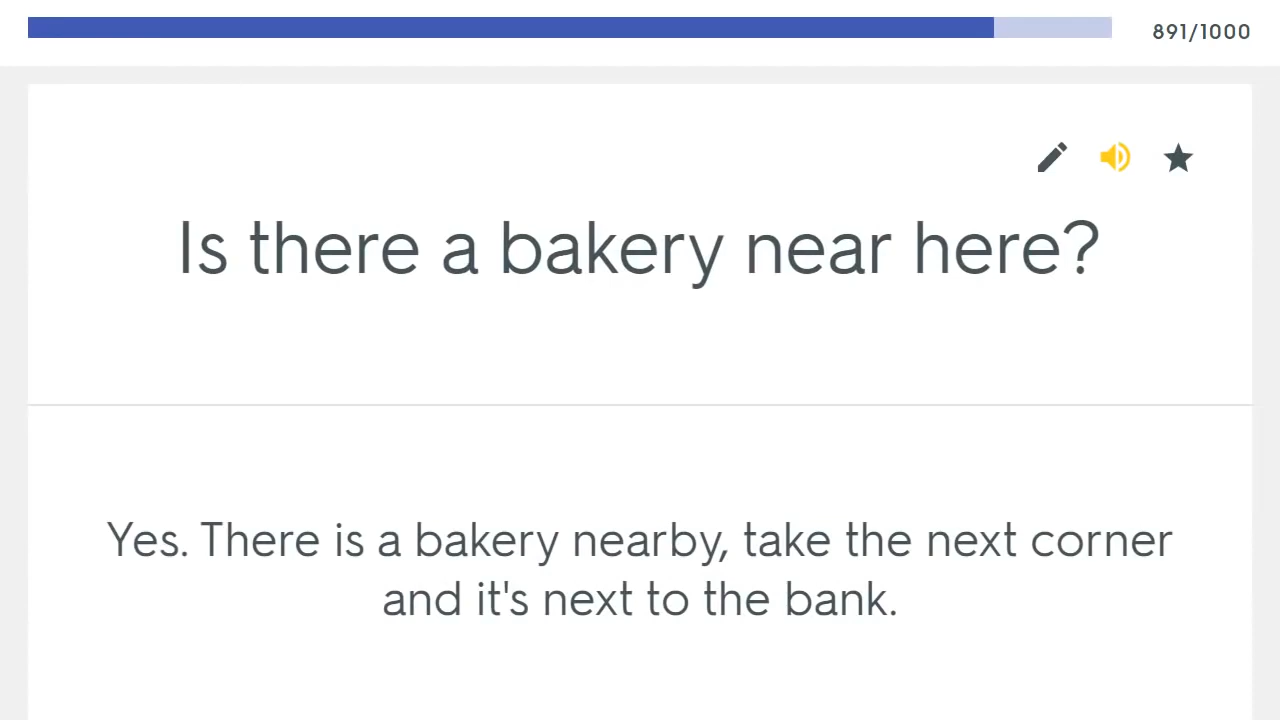 891/1000
Is there a bakery near here?
Yes. There is a bakery nearby, take the next corner
and it's next to the bank.